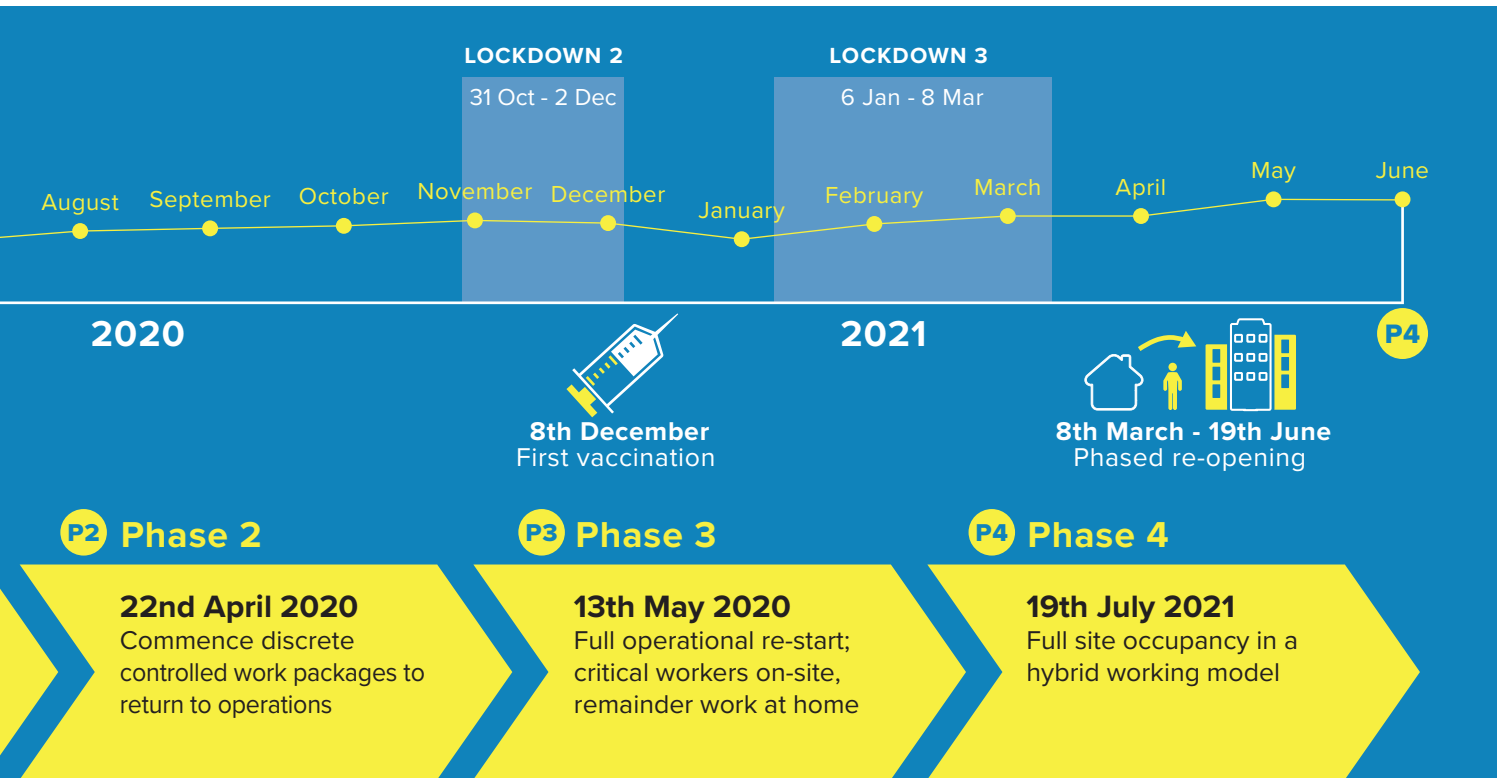 LOCKDOWN 2
31 Oct - 2 Dec
LOCKDOWN 3
6 Jan - 8 Mar
August
September
October
November
December
January
February
March
April
May
June
2020
2021
P4
8th December
First vaccination
8th March - 19th June
Phased re-opening
P2 Phase 2
22nd April 2020
Commence discrete
controlled work packages to
return to operations
P3 Phase 3
13th May 2020
Full operational re-start;
critical workers on-site,
remainder work at home
P4 Phase 4
19th July 2021
Full site occupancy in a
hybrid working model